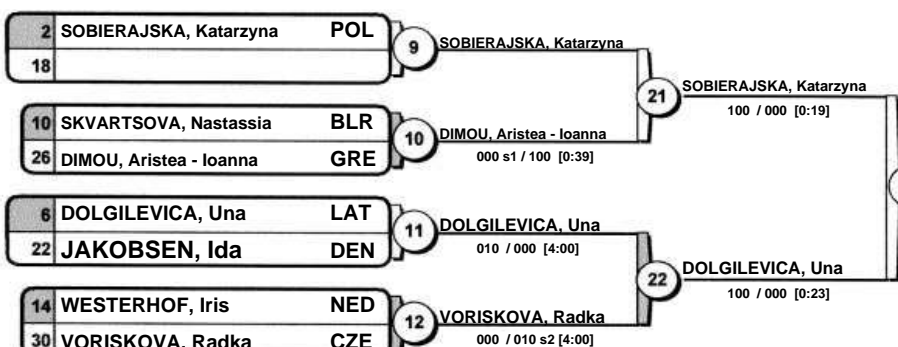 2 SOBIERAJSKA, Katarzyna POL
18
9
SOBIERAJSKA, Katarzyna
21
SOBIERAJSKA, Katarzyna
100 / 000 [0:19]
10 SKVARTSOVA, Nastassia BLR
26 DIMOU, Aristea - Ioanna GRE
10
DIMOU, Aristea - Ioanna
000 s1 / 100 [0:39]
6 DOLGILEVICA, Una LAT
22 JAKOBSEN, Ida DEN
11
DOLGILEVICA, Una
010 / 000 [4:00]
22
DOLGILEVICA, Una
100 / 000 [0:23]
14 WESTERHOF, Iris NED
30 VORISKOVA, Radka CZE
12
VORISKOVA, Radka
000 / 010 s2 [4:00]